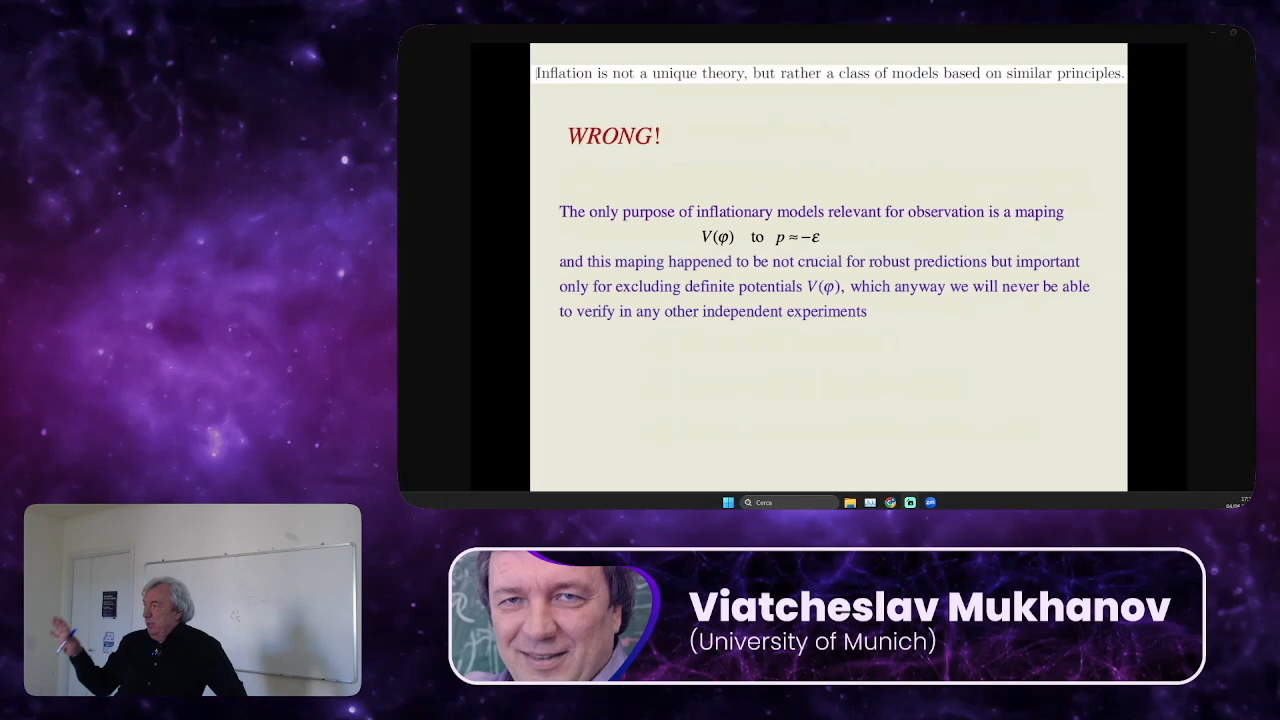 Inflation is not a unique theory, but rather a class of models based on similar principles.
WRONG!
The only purpose of inflationary models relevant for observation is a maping
V(φ) to p ≈ −ε
and this maping happened to be not crucial for robust predictions but important
only for excluding definite potentials V(φ), which anyway we will never be able
to verify in any other independent experiments
Cerca
Viatcheslav Mukhanov
(University of Munich)